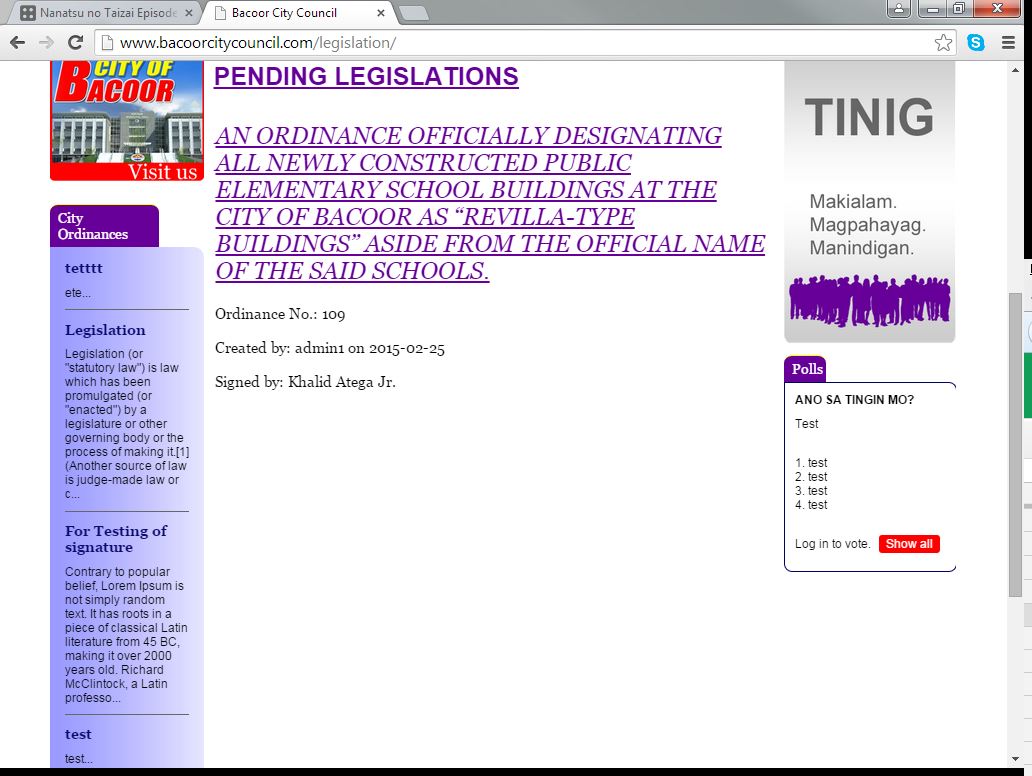 Nanatsu no Taizai Episode
Bacoor City Council
www.bacoorcitycouncil.com/legislation/
CITY OF
BACOOR
Visit us
City
Ordinances
tetttt
ete...
Legislation
Legislation (or
"statutory law") is law
which has been
promulgated (or
"enacted") by a
legislature or other
governing body or the
process of making it.[1]
(Another source of law
is judge-made law or
c...
For Testing of
signature
Contrary to popular
belief, Lorem Ipsum is
not simply random
text. It has roots in a
piece of classical Latin
literature from 45 BC,
making it over 2000
years old. Richard
McClintock, a Latin
professo...
test
test...
PENDING LEGISLATIONS
AN ORDINANCE OFFICIALLY DESIGNATING
ALL NEWLY CONSTRUCTED PUBLIC
ELEMENTARY SCHOOL BUILDINGS AT THE
CITY OF BACOOR AS “REVILLA-TYPE
BUILDINGS” ASIDE FROM THE OFFICIAL NAME
OF THE SAID SCHOOLS.
Ordinance No.: 109
Created by: admin1 on 2015-02-25
Signed by: Khalid Atega Jr.
TINIG
Makialam.
Magpahayag.
Manindigan.
Polls
ANO SA TINGIN MO?
Test
1. test
2. test
3. test
4. test
Log in to vote. Show all